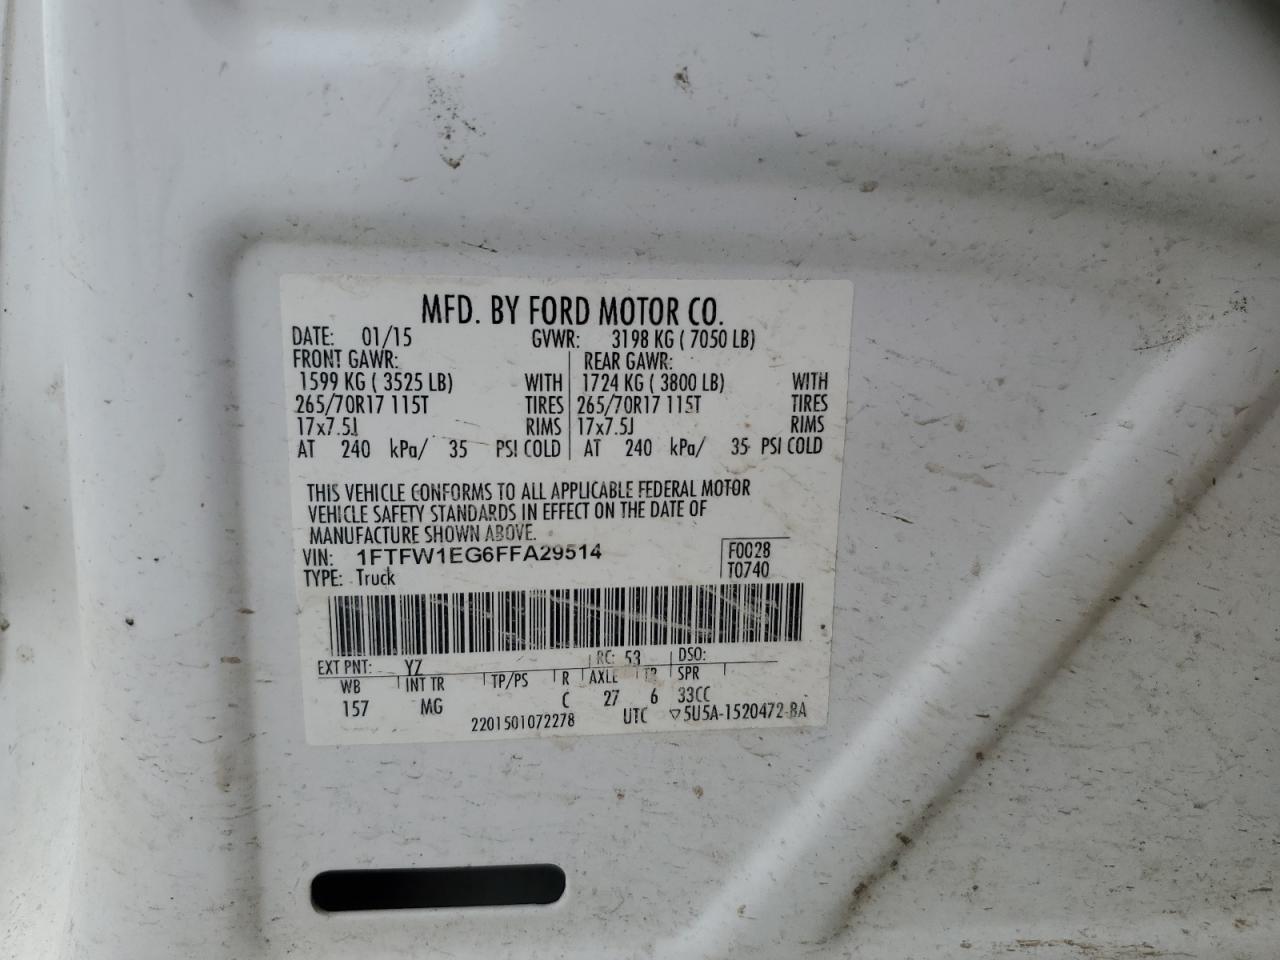 MFD. BY FORD MOTOR CO.
DATE: 01/15 GVWR: 3198 KG ( 7050 LB)
FRONT GAWR: REAR GAWR:
1599 KG ( 3525 LB) WITH 1724 KG ( 3800 LB) WITH
265/70R17 115T TIRES 265/70R17 115T TIRES
17x7.5J RIMS 17x7.5J RIMS
AT 240 kPa/ 35 PSI COLD AT 240 kPa/ 35 PSI COLD
THIS VEHICLE CONFORMS TO ALL APPLICABLE FEDERAL MOTOR
VEHICLE SAFETY STANDARDS IN EFFECT ON THE DATE OF
MANUFACTURE SHOWN ABOVE.
VIN: 1FTFW1EG6FFA29514 F0028
TYPE: Truck T0740
EXT PNT: YZ RC: 53 DSO:
WB INT TR TP/PS R AXLE TR SPR
157 MG C 27 6 33CC
2201501072278 UTC ▽5U5A-1520472-BA